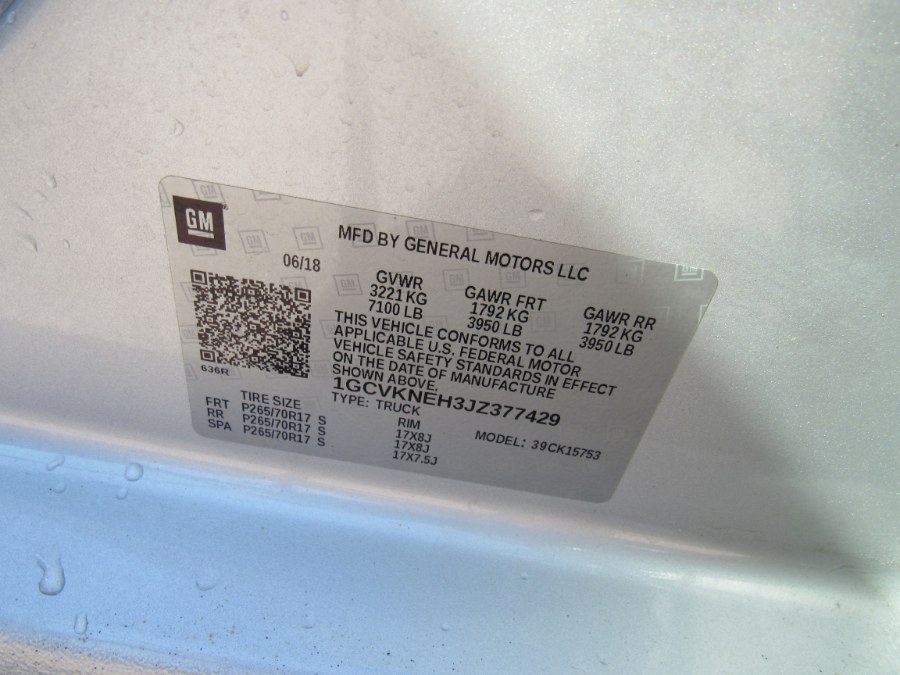 GM
MFD BY GENERAL MOTORS LLC
06/18
GVWR GAWR FRT GAWR RR
3221 KG 1792 KG 1792 KG
7100 LB 3950 LB 3950 LB
THIS VEHICLE CONFORMS TO ALL
APPLICABLE U.S. FEDERAL MOTOR
VEHICLE SAFETY STANDARDS IN EFFECT
ON THE DATE OF MANUFACTURE
SHOWN ABOVE.
636R
1GCVKNEH3JZ377429
TYPE: TRUCK MODEL: 39CK15753
TIRE SIZE RIM
FRT P265/70R17 S 17X8J
RR P265/70R17 S 17X8J
SPA P265/70R17 S 17X7.5J